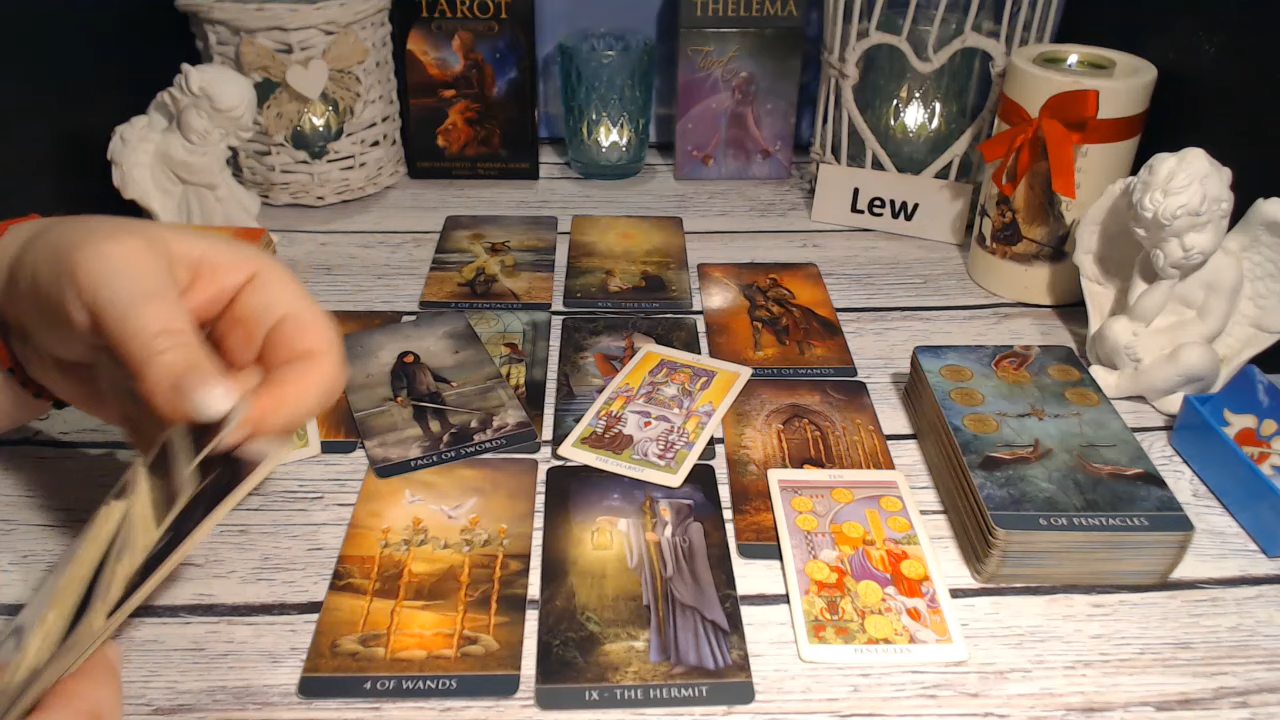 TAROT
THELEMA
Tarot
Lew
2 OF PENTACLES
XIX - THE SUN
KNIGHT OF WANDS
PAGE OF SWORDS
THE CHARIOT
6 OF PENTACLES
TEN
PENTACLES
4 OF WANDS
IX - THE HERMIT